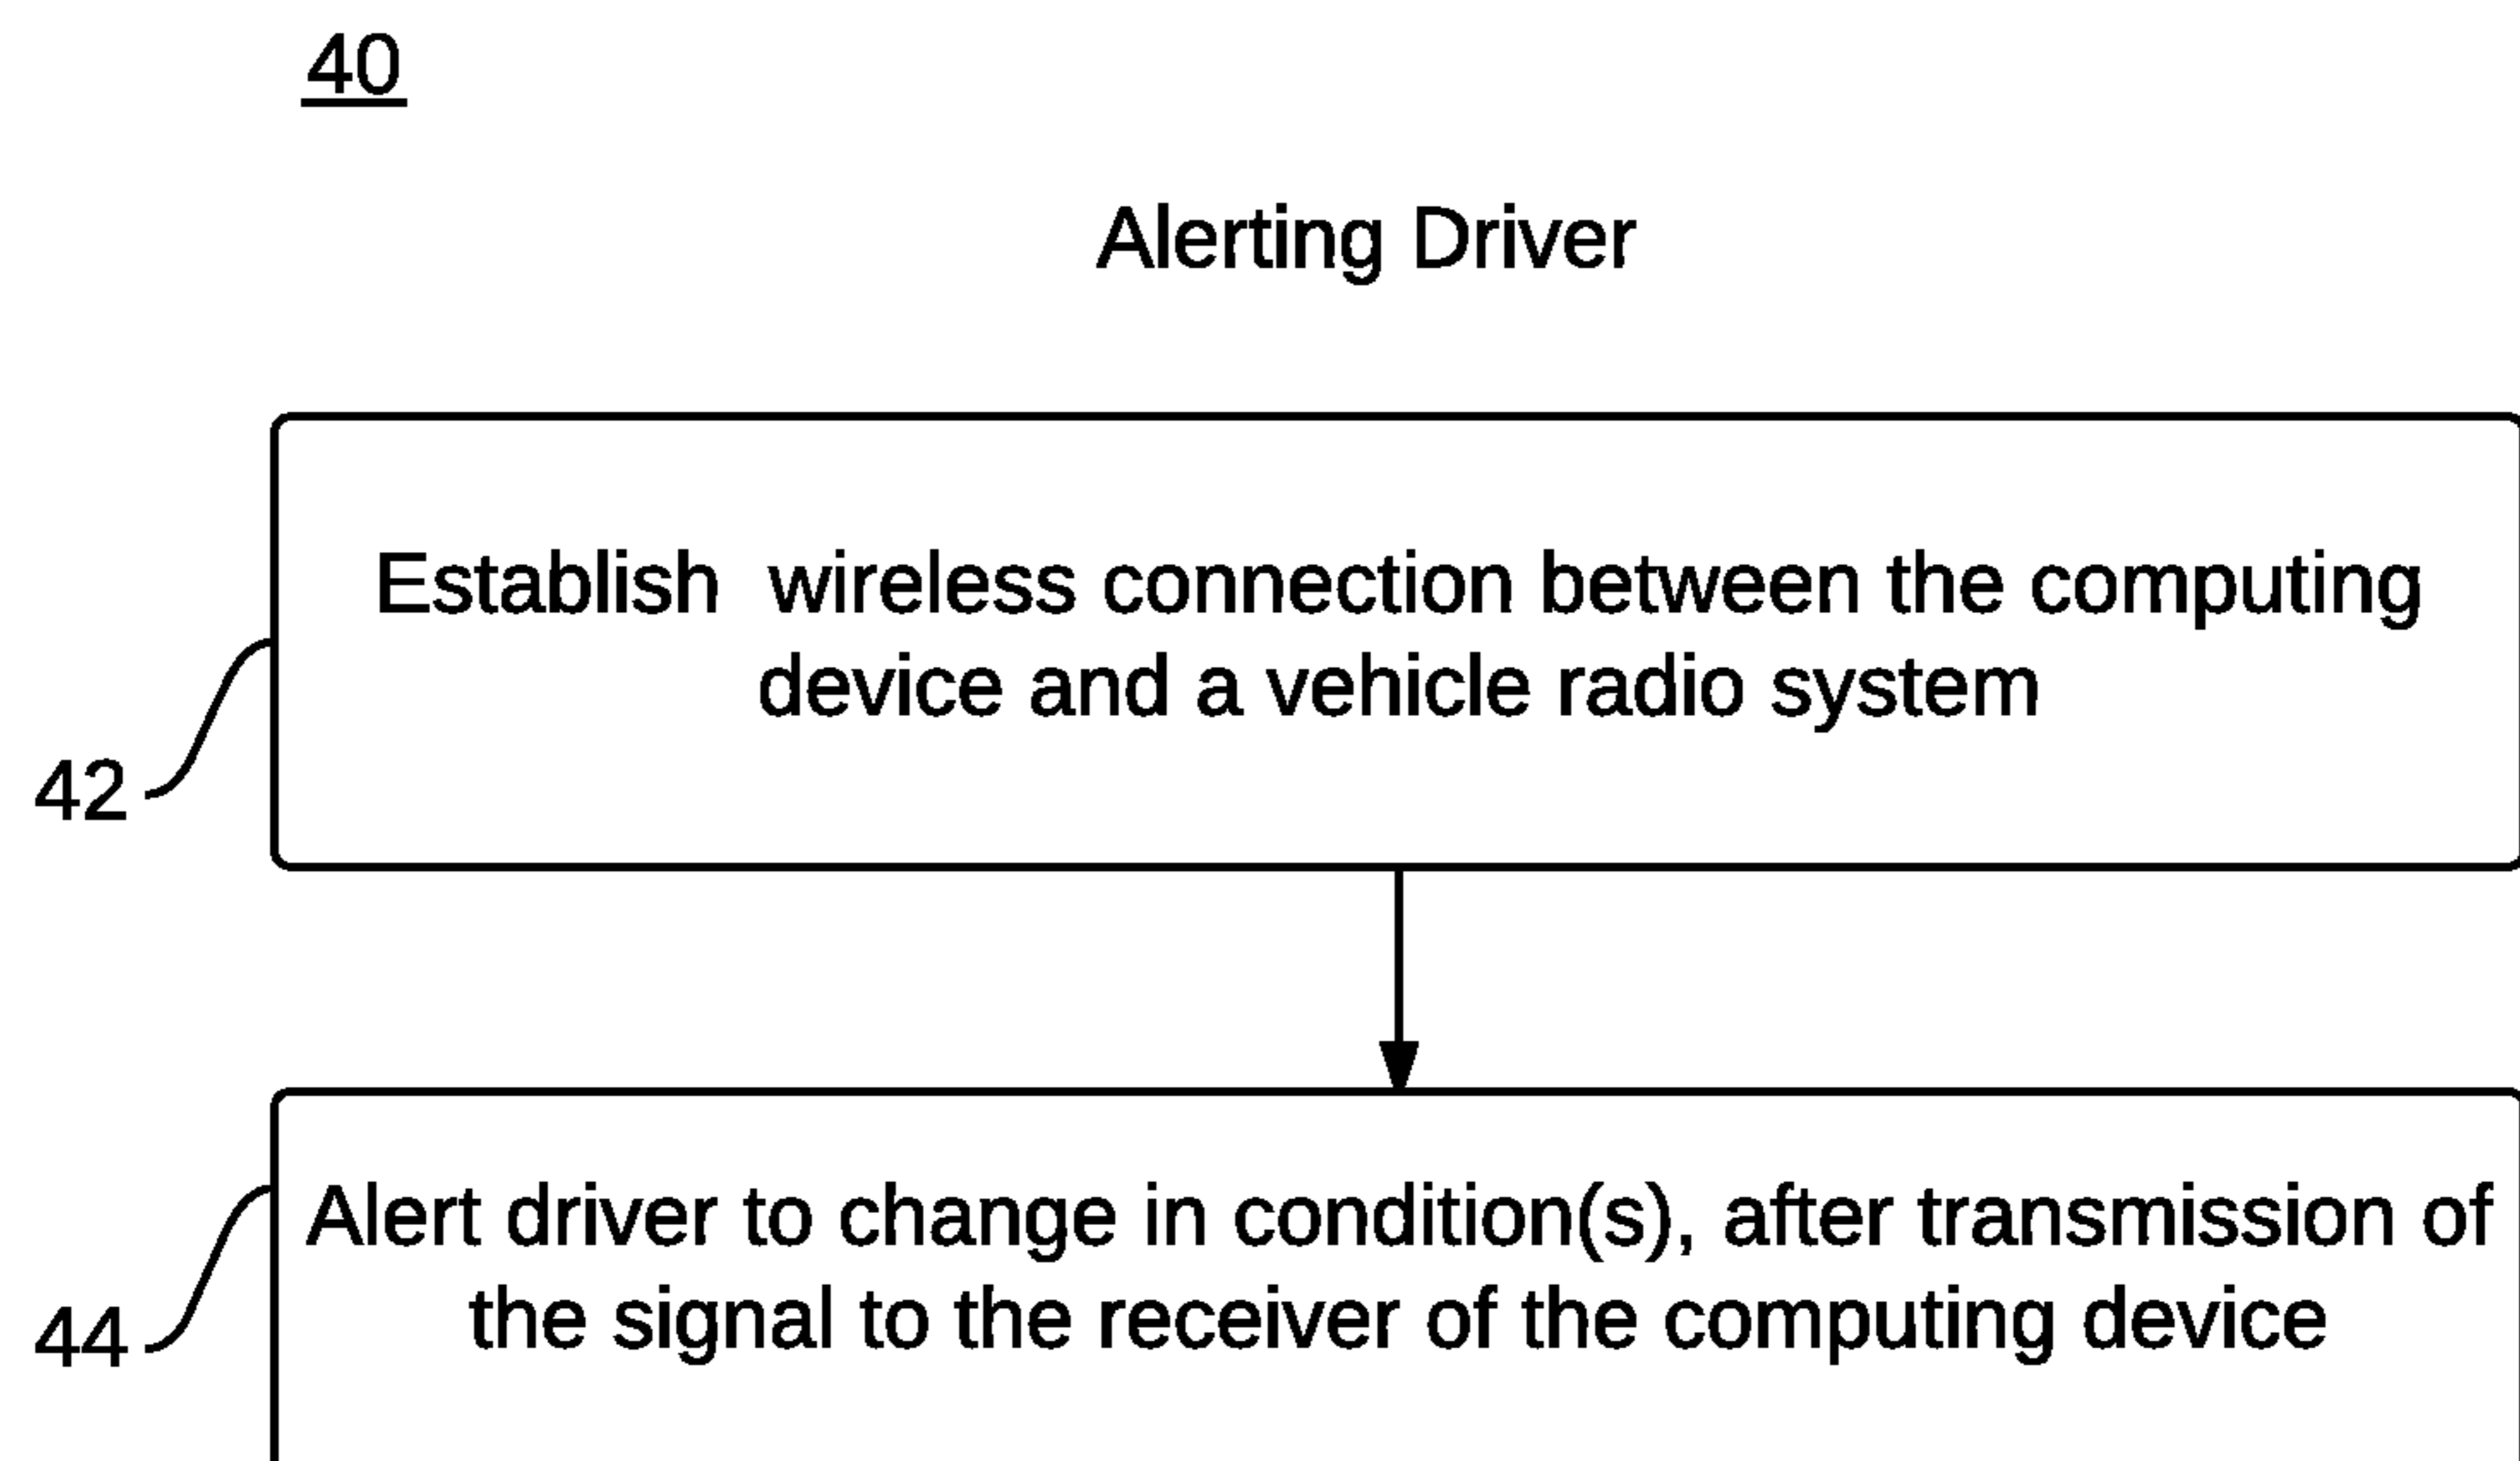 40
Alerting Driver
Establish  wireless connection between the computing
device and a vehicle radio system
42
Alert driver to change in condition(s), after transmission of
the signal to the receiver of the computing device
44